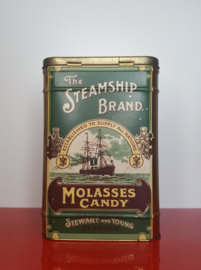 The
STEAMSHIP
BRAND.
ESTABLISHED TO SUPPLY ALL NATIONS
MOLASSES
CANDY
STEWART AND YOUNG